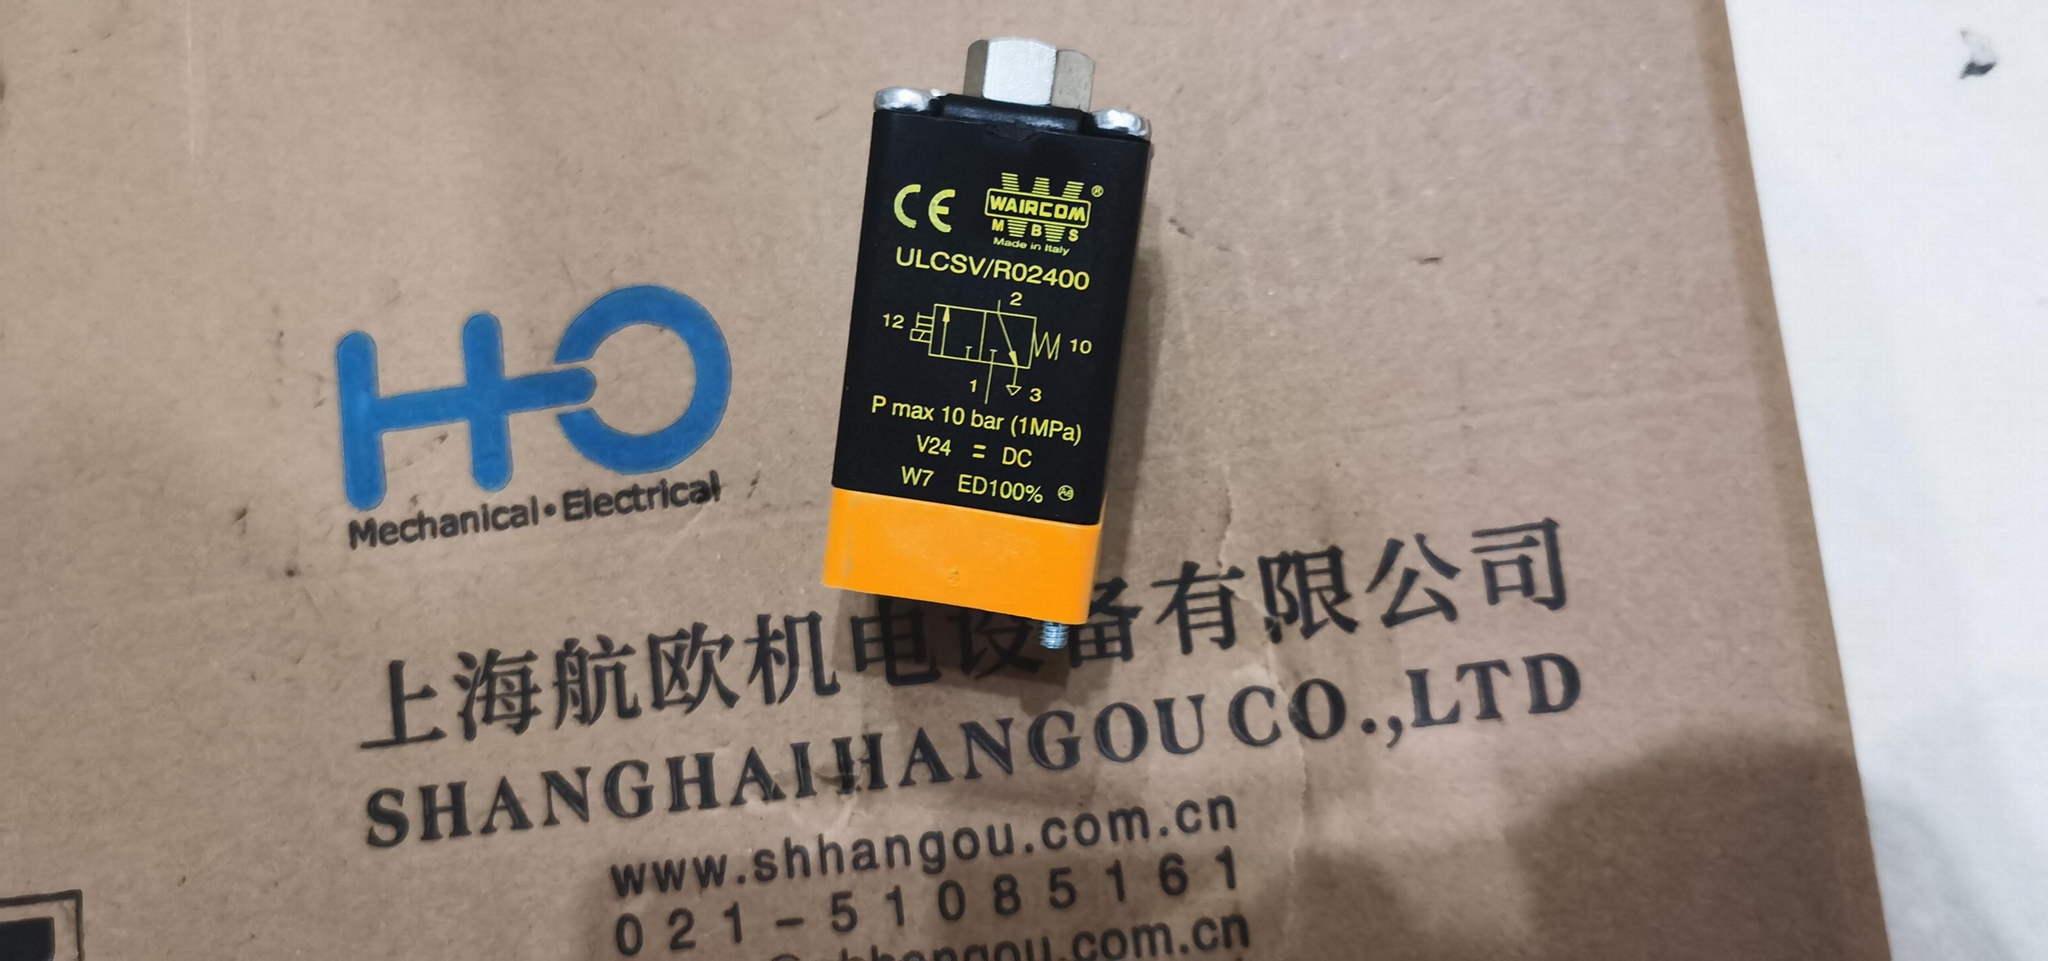 CE
WAIRCOM ®
M B S
Made in Italy
ULCSV/R02400
2
12
10
1
3
P max 10 bar (1MPa)
V24 = DC
W7 ED100%
Mechanical•Electrical
上海航欧机电设备有限公司
SHANGHAIHANGOU CO.,LTD
www.shhangou.com.cn
021-51085161